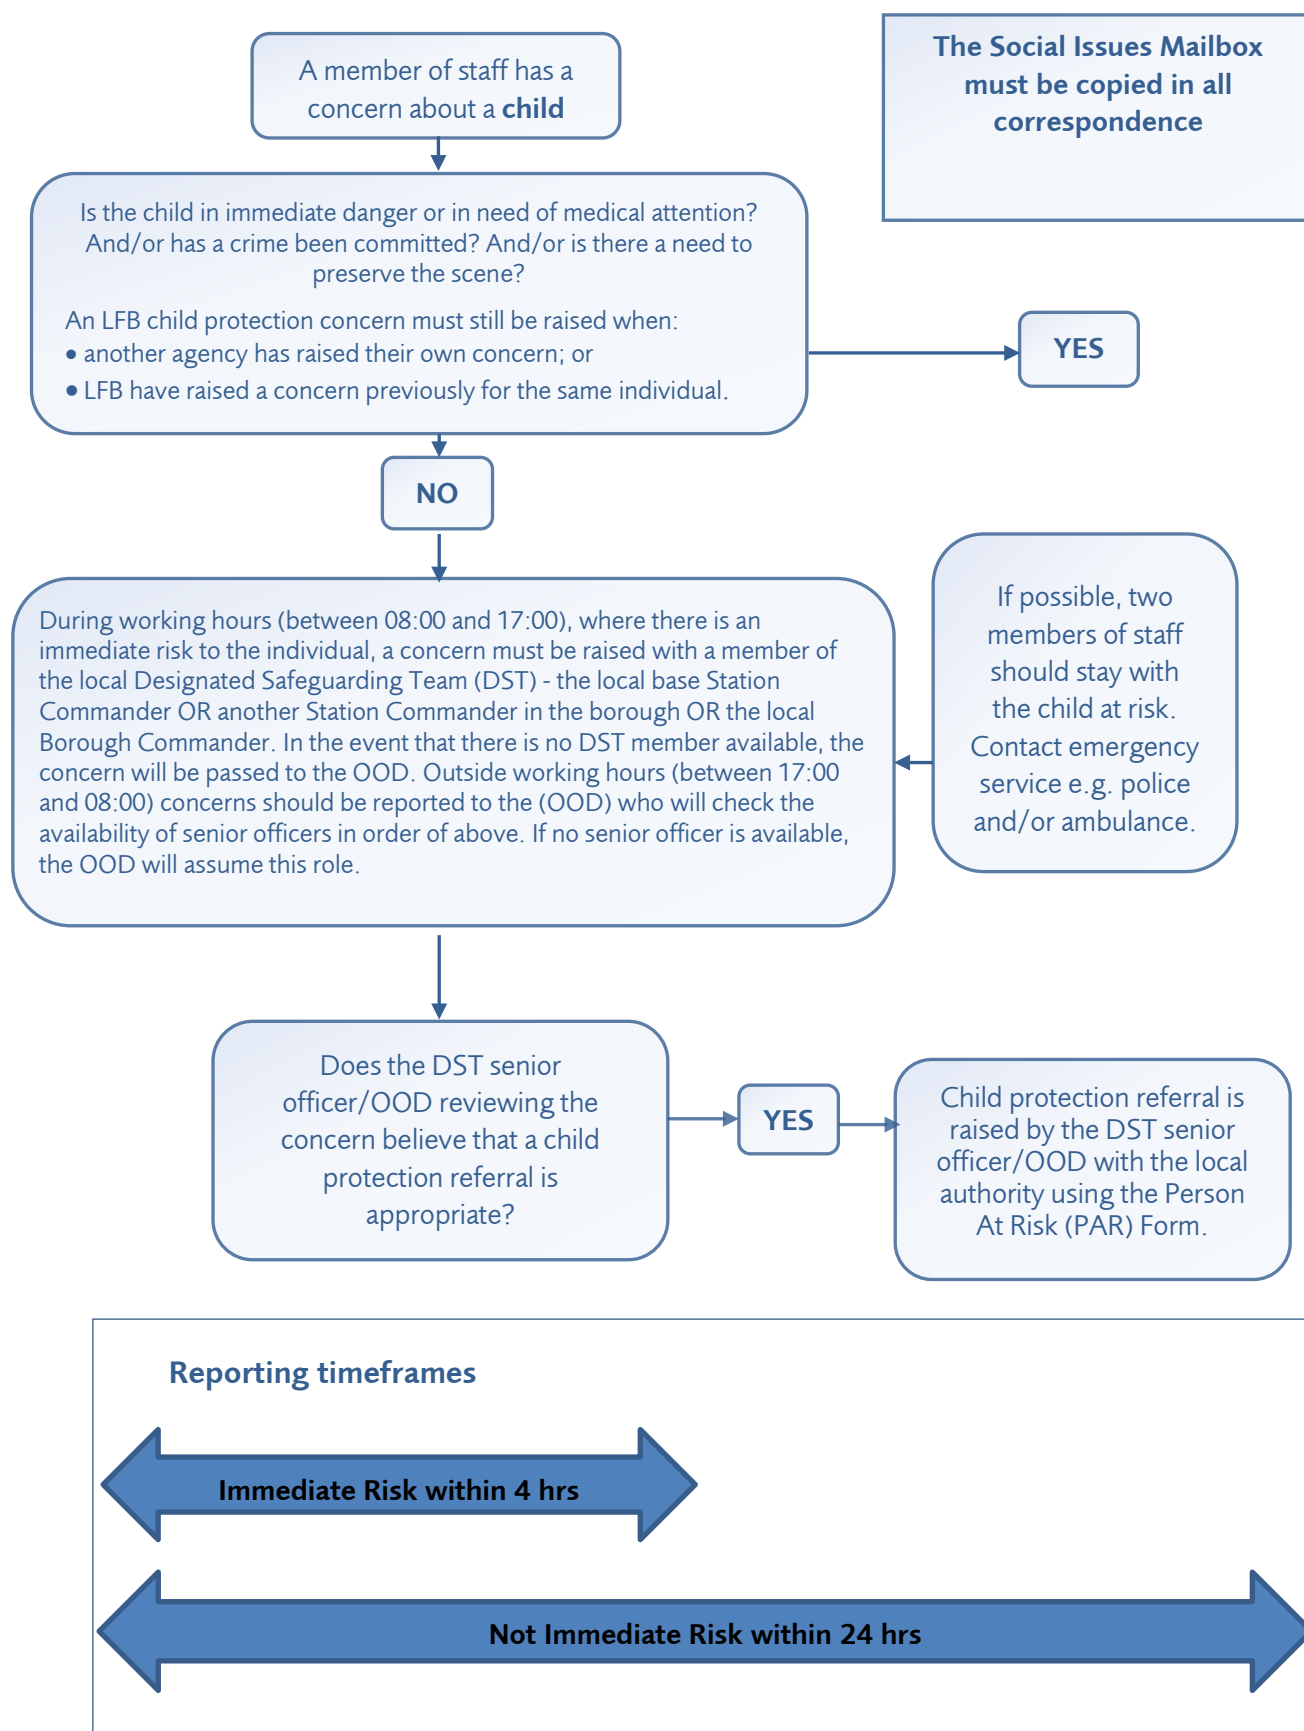 A member of staff has a
concern about a child
The Social Issues Mailbox
must be copied in all
correspondence
Is the child in immediate danger or in need of medical attention?
And/or has a crime been committed? And/or is there a need to
preserve the scene?
An LFB child protection concern must still be raised when:
• another agency has raised their own concern; or
• LFB have raised a concern previously for the same individual.
YES
NO
During working hours (between 08:00 and 17:00), where there is an
immediate risk to the individual, a concern must be raised with a member of
the local Designated Safeguarding Team (DST) - the local base Station
Commander OR another Station Commander in the borough OR the local
Borough Commander. In the event that there is no DST member available, the
concern will be passed to the OOD. Outside working hours (between 17:00
and 08:00) concerns should be reported to the (OOD) who will check the
availability of senior officers in order of above. If no senior officer is available,
the OOD will assume this role.
If possible, two
members of staff
should stay with
the child at risk.
Contact emergency
service e.g. police
and/or ambulance.
Does the DST senior
officer/OOD reviewing the
concern believe that a child
protection referral is
appropriate?
YES
Child protection referral is
raised by the DST senior
officer/OOD with the local
authority using the Person
At Risk (PAR) Form.
Reporting timeframes
Immediate Risk within 4 hrs
Not Immediate Risk within 24 hrs